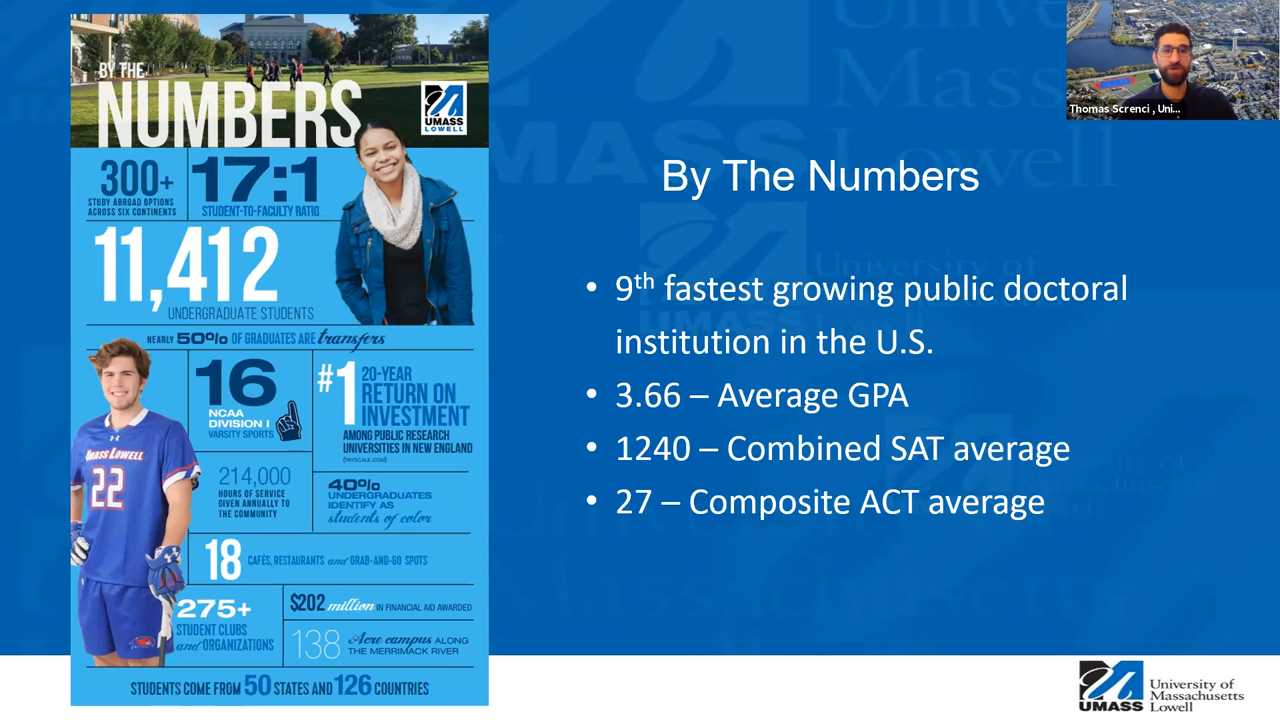 BY THE
NUMBERS
UMASS
LOWELL
300+
STUDY ABROAD OPTIONS
ACROSS SIX CONTINENTS
17:1
STUDENT-TO-FACULTY RATIO
11,412
UNDERGRADUATE STUDENTS
NEARLY 50% OF GRADUATES ARE transfers
16
NCAA
DIVISION I
VARSITY SPORTS
#1
20-YEAR
RETURN ON
INVESTMENT
AMONG PUBLIC RESEARCH
UNIVERSITIES IN NEW ENGLAND
(PAYSCALE.COM)
UMASS LOWELL
22
214,000
HOURS OF SERVICE
GIVEN ANNUALLY TO
THE COMMUNITY
40%
UNDERGRADUATES
IDENTIFY AS
students of color
18 CAFÉS, RESTAURANTS and GRAB-AND-GO SPOTS
275+
STUDENT CLUBS
and ORGANIZATIONS
$202 million IN FINANCIAL AID AWARDED
138 Acre campus ALONG
THE MERRIMACK RIVER
STUDENTS COME FROM 50 STATES AND 126 COUNTRIES
Thomas Screnci , Uni...
By The Numbers
• 9th fastest growing public doctoral
institution in the U.S.
• 3.66 – Average GPA
• 1240 – Combined SAT average
• 27 – Composite ACT average
UMASS
University of
Massachusetts
Lowell